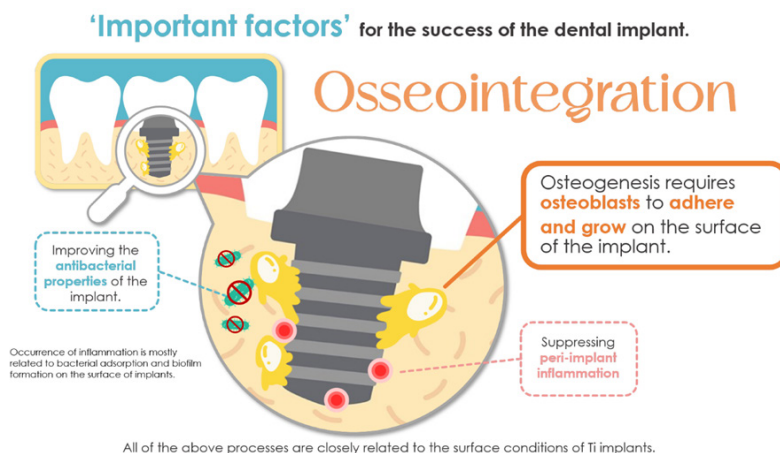 'Important factors' for the success of the dental implant.
Osseointegration
Osteogenesis requires
osteoblasts to adhere
and grow on the surface
of the implant.
Improving the
antibacterial
properties of the
implant.
Occurrence of inflammation is mostly
related to bacterial adsorption and biofilm
formation on the surface of implants.
Suppressing
peri-implant
inflammation
All of the above processes are closely related to the surface conditions of Ti implants.